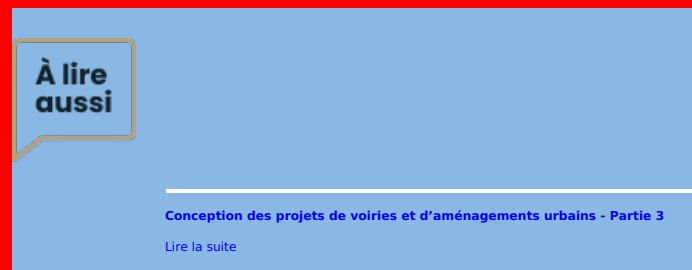 À lire
aussi
Conception des projets de voiries et d’aménagements urbains - Partie 3
Lire la suite